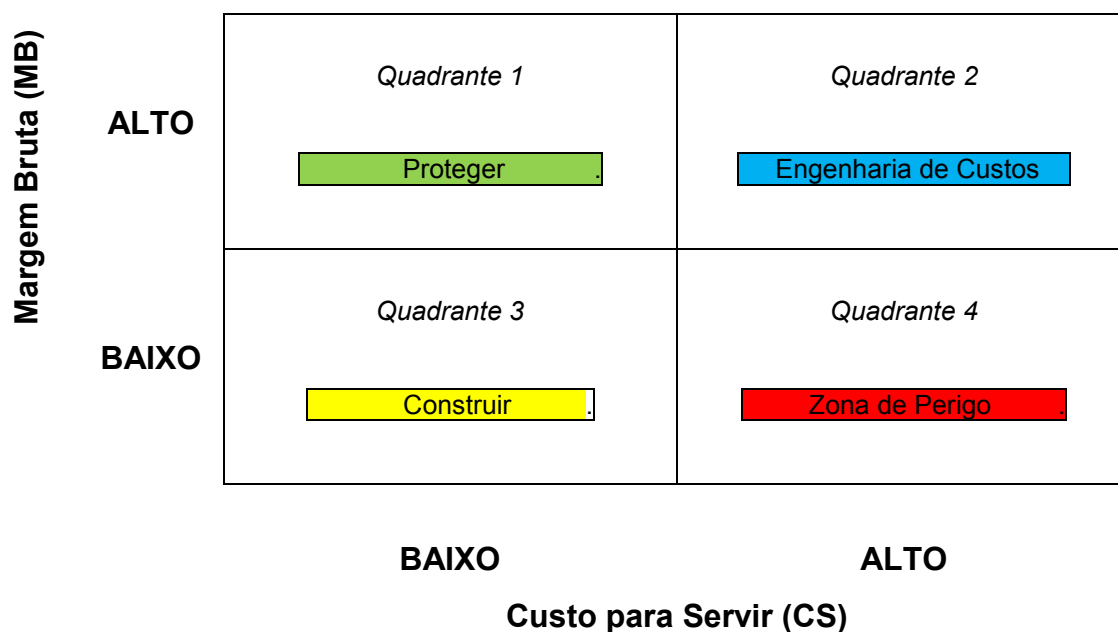 Margem Bruta (MB)
ALTO
Quadrante 1
Quadrante 2
Proteger .
Engenharia de Custos
BAIXO
Quadrante 3
Quadrante 4
Construir .
Zona de Perigo .
BAIXO
ALTO
Custo para Servir (CS)